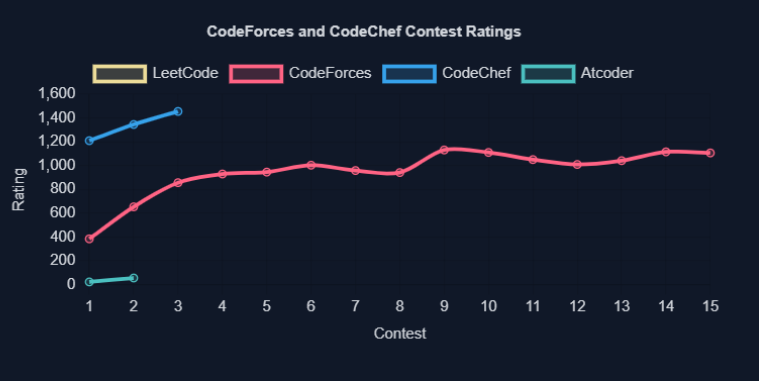 CodeForces and CodeChef Contest Ratings
LeetCode CodeForces CodeChef Atcoder
1,600
1,400
1,200
1,000
800
600
400
200
0
Rating
1 2 3 4 5 6 7 8 9 10 11 12 13 14 15
Contest